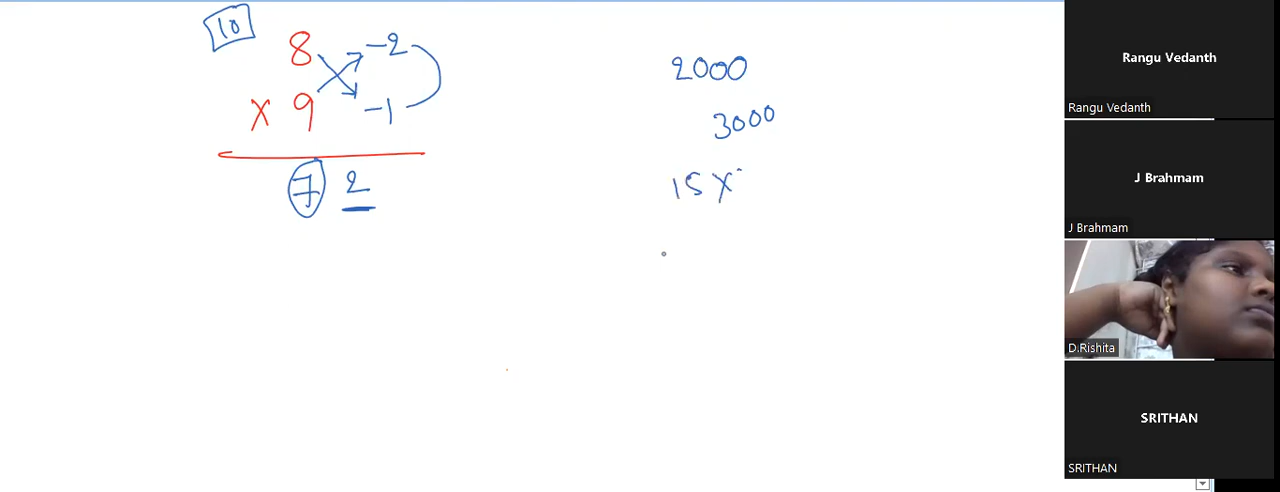 10
8 -2
x 9 -1
7 2
2000
3000
15 x
Rangu Vedanth
Rangu Vedanth
J Brahmam
J Brahmam
D.Rishita
SRITHAN
SRITHAN